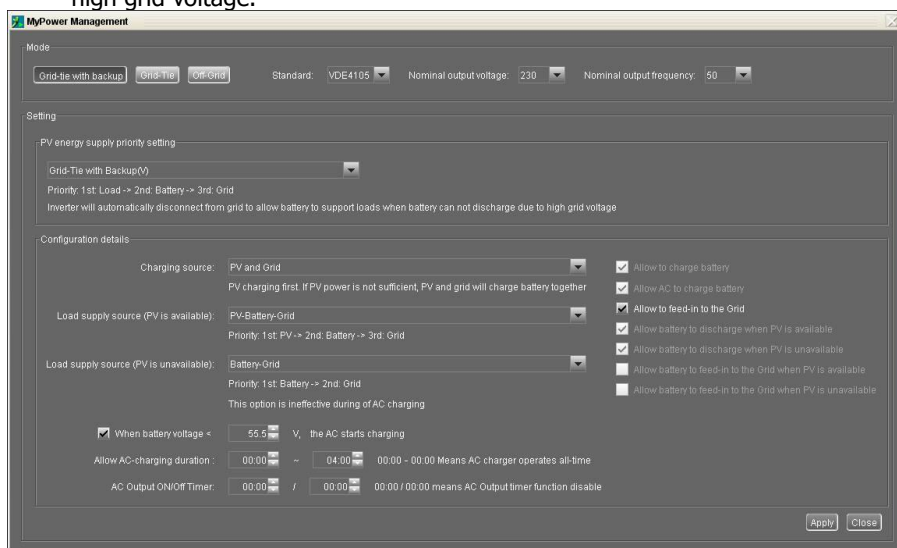 high grid voltage.
MyPower Management
Mode
Grid-tie with backup Grid-Tie Off-Grid Standard: VDE4105 Nominal output voltage: 230 Nominal output frequency: 50
Setting
PV energy supply priority setting
Grid-Tie with Backup(V)
Priority: 1st: Load -> 2nd: Battery -> 3rd: Grid
Inverter will automatically disconnect from grid to allow battery to support loads when battery can not discharge due to high grid voltage
Configuration details
Charging source: PV and Grid
PV charging first. If PV power is not sufficient, PV and grid will charge battery together
Load supply source (PV is available): PV-Battery-Grid
Priority: 1st: PV-> 2nd: Battery -> 3rd: Grid
Load supply source (PV is unavailable): Battery-Grid
Priority: 1st: Battery-> 2nd: Grid
This option is ineffective during of AC charging
When battery voltage < 55.5 V, the AC starts charging
Allow AC-charging duration : 00:00 ~ 04:00 00:00 - 00:00 Means AC charger operates all-time
AC Output ON/Off Timer: 00:00 / 00:00 00:00 / 00:00 means AC Output timer function disable
Allow to charge battery
Allow AC to charge battery
Allow to feed-in to the Grid
Allow battery to discharge when PV is available
Allow battery to discharge when PV is unavailable
Allow battery to feed-in to the Grid when PV is available
Allow battery to feed-in to the Grid when PV is unavailable
Apply Close